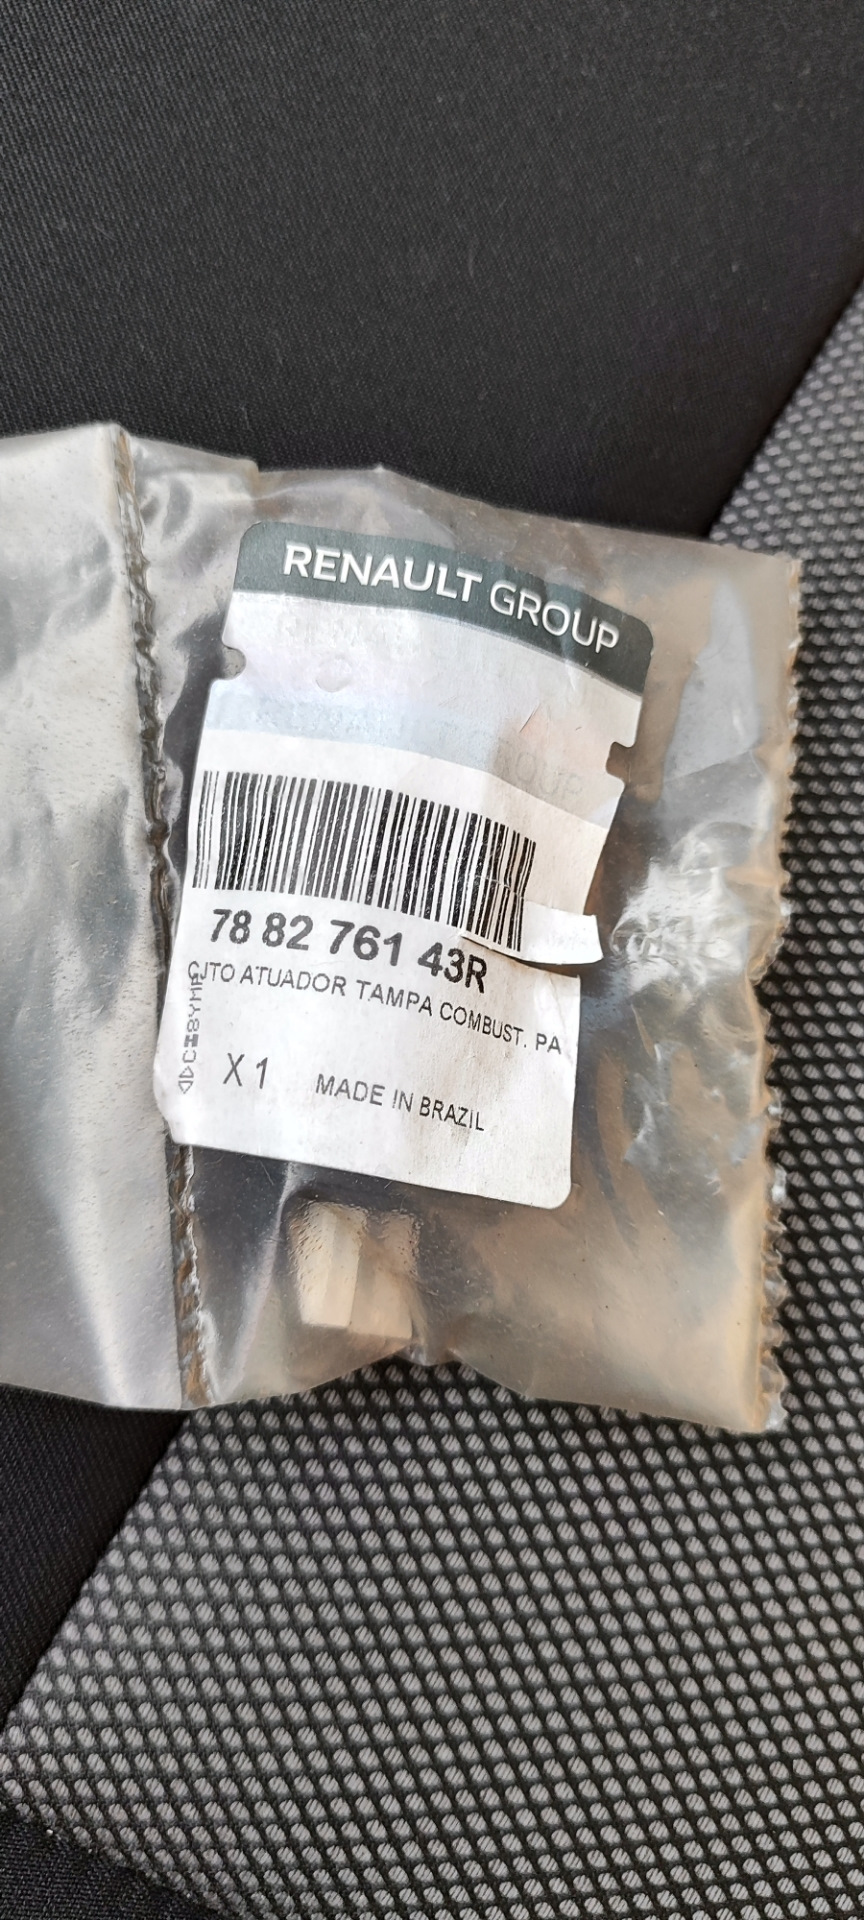 RENAULT GROUP
78 82 761 43R
CJTO ATUADOR TAMPA COMBUST. PA
X 1
MADE IN BRAZIL